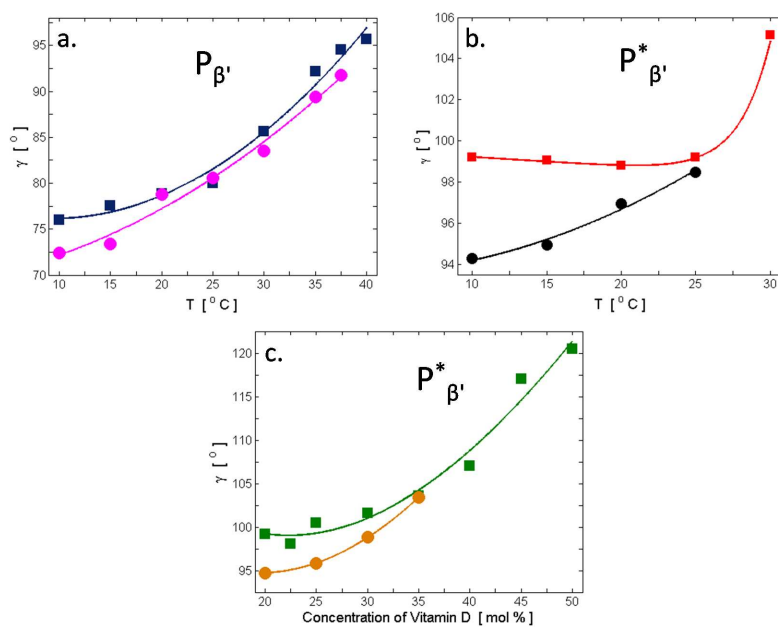 a.
P β'
95
90
85
80
75
70
γ [ ° ]
10 15 20 25 30 35 40
T [ ° C ]
b.
P* β'
106
104
102
100
98
96
94
γ [ ° ]
10 15 20 25 30
T [ ° C ]
c.
P* β'
120
115
110
105
100
95
γ [ ° ]
20 25 30 35 40 45 50
Concentration of Vitamin D [ mol % ]